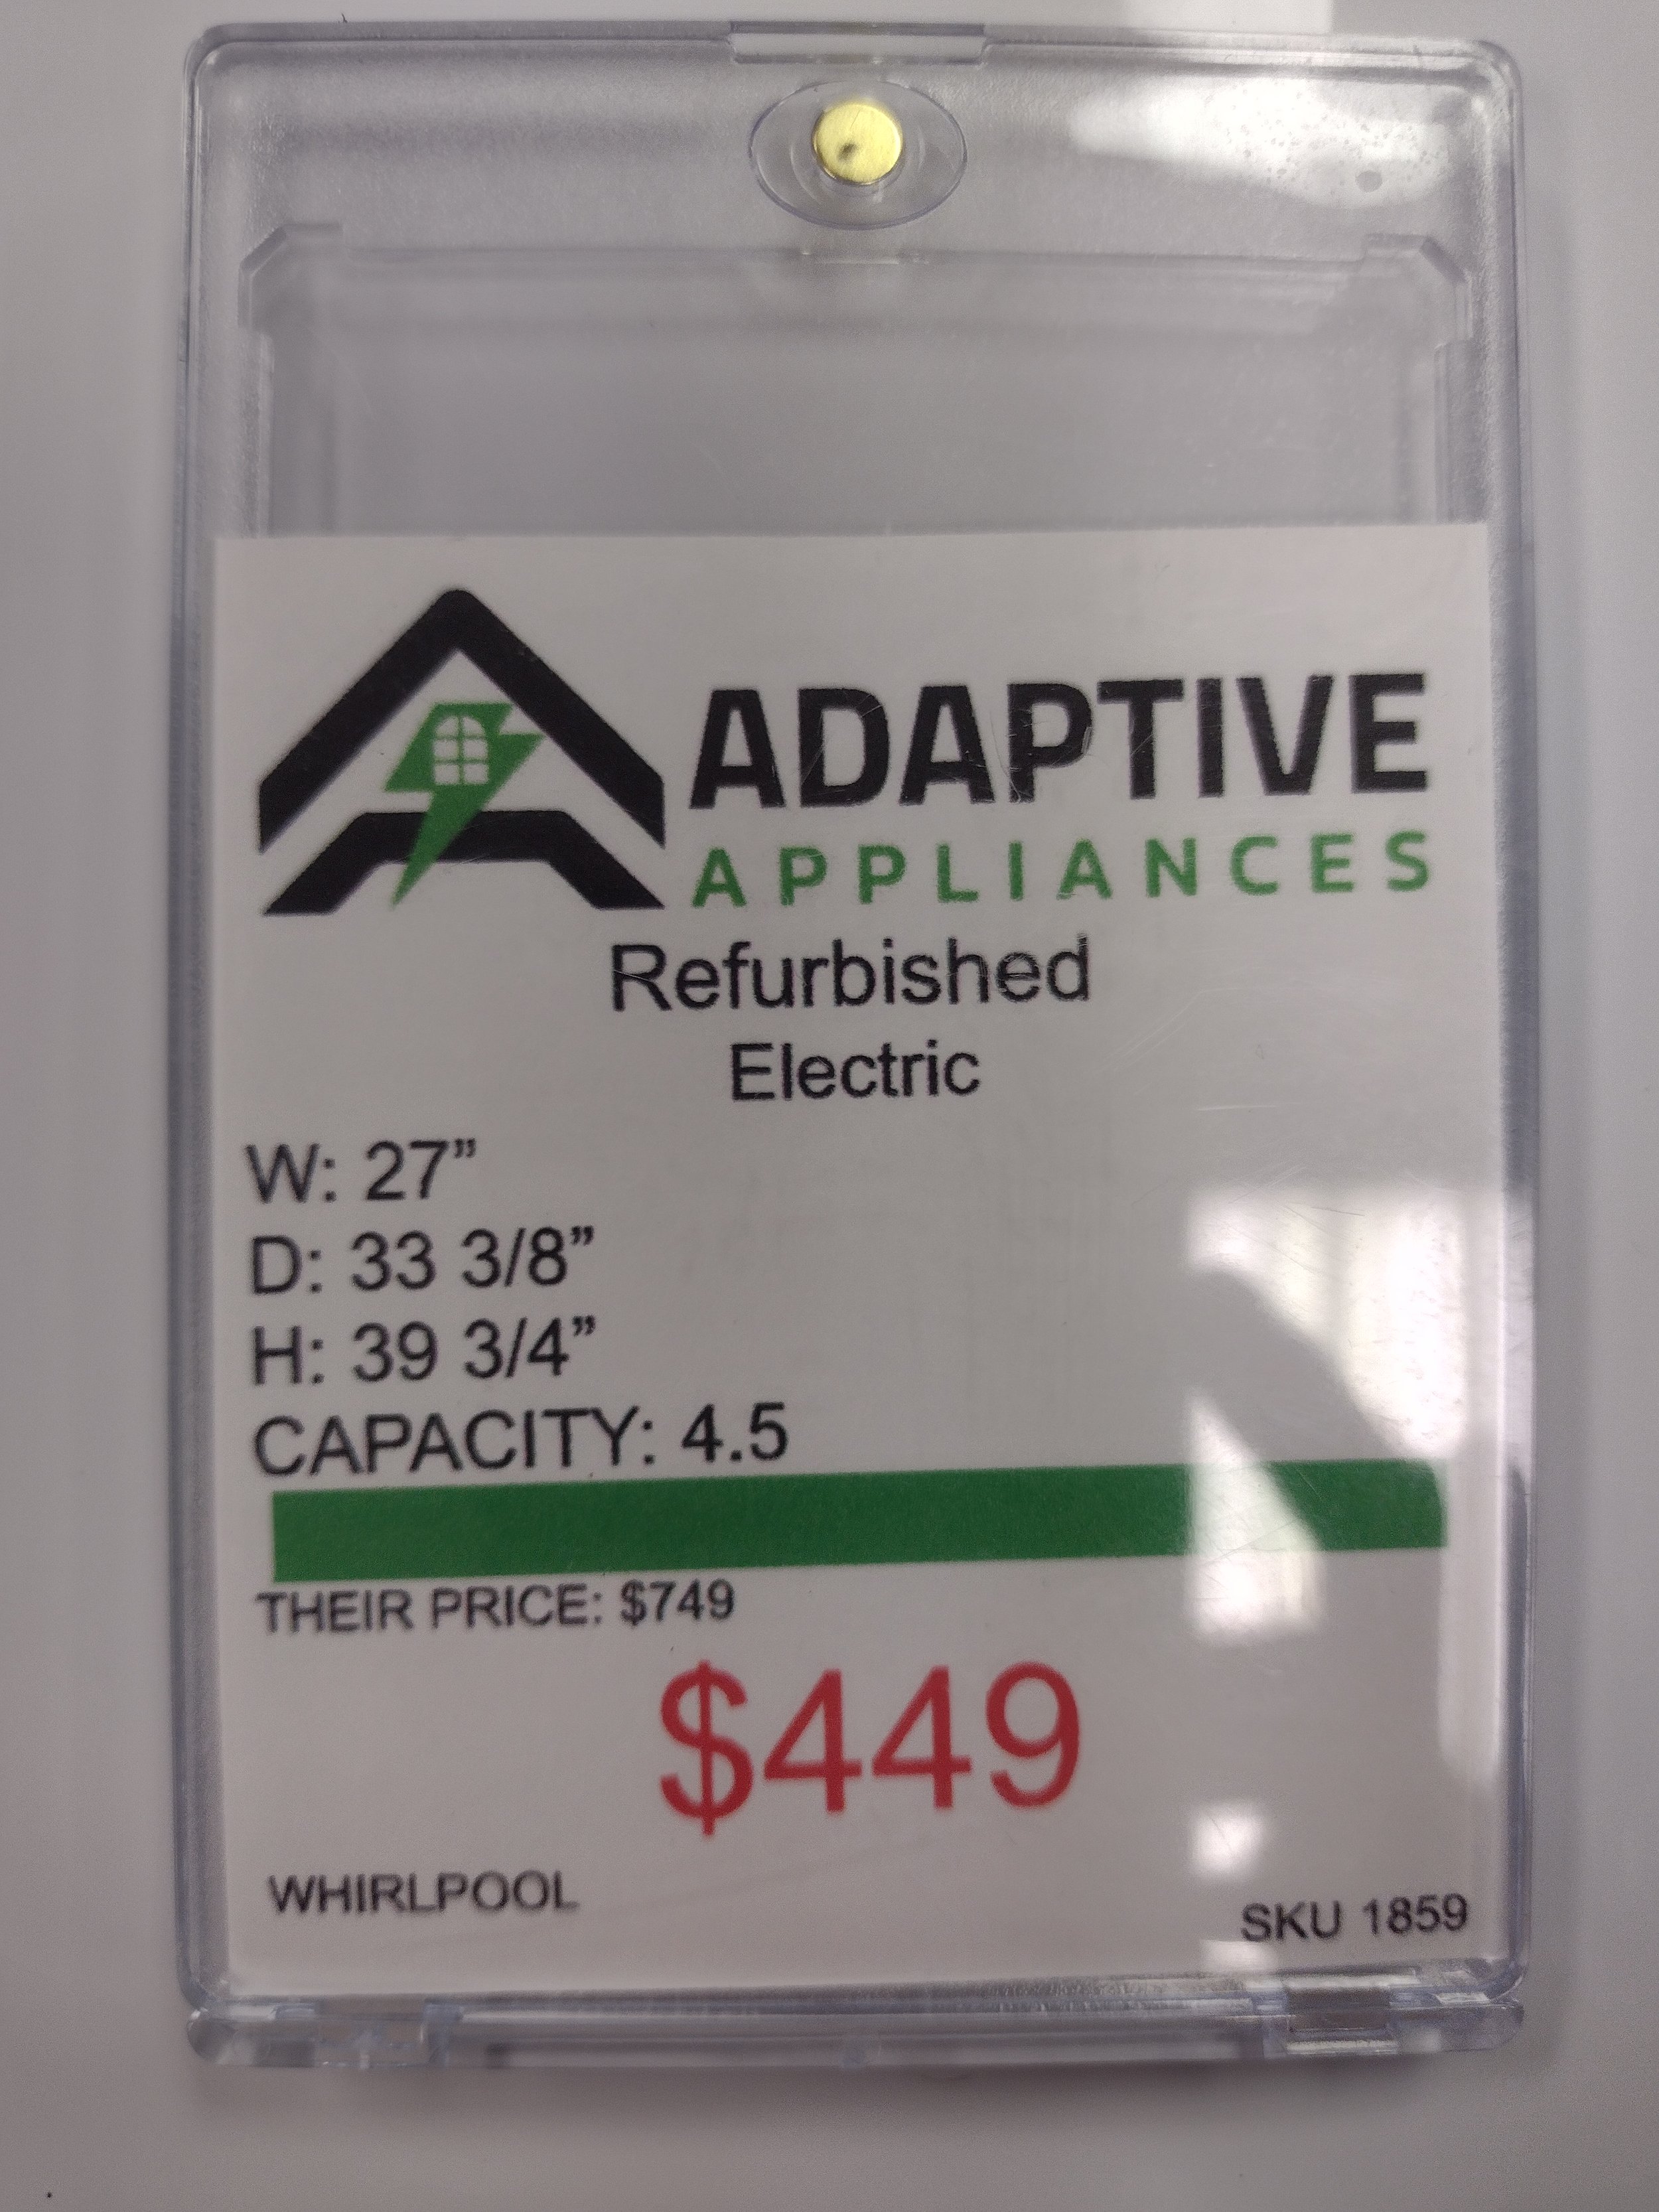 ADAPTIVE
APPLIANCES
Refurbished
Electric
W: 27”
D: 33 3/8”
H: 39 3/4”
CAPACITY: 4.5
THEIR PRICE: $749
$449
WHIRLPOOL
SKU 1859